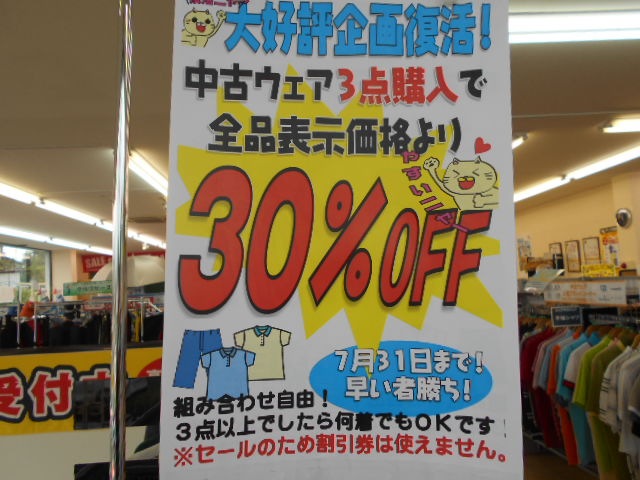 大好評企画復活!
中古ウェア3点購入で
全品表示価格より
やすいニャー
30%OFF
7月31日まで!
早い者勝ち!
組み合わせ自由!
3点以上でしたら何着でもOKです!
※セールのため割引券は使えません。
SALE
受付